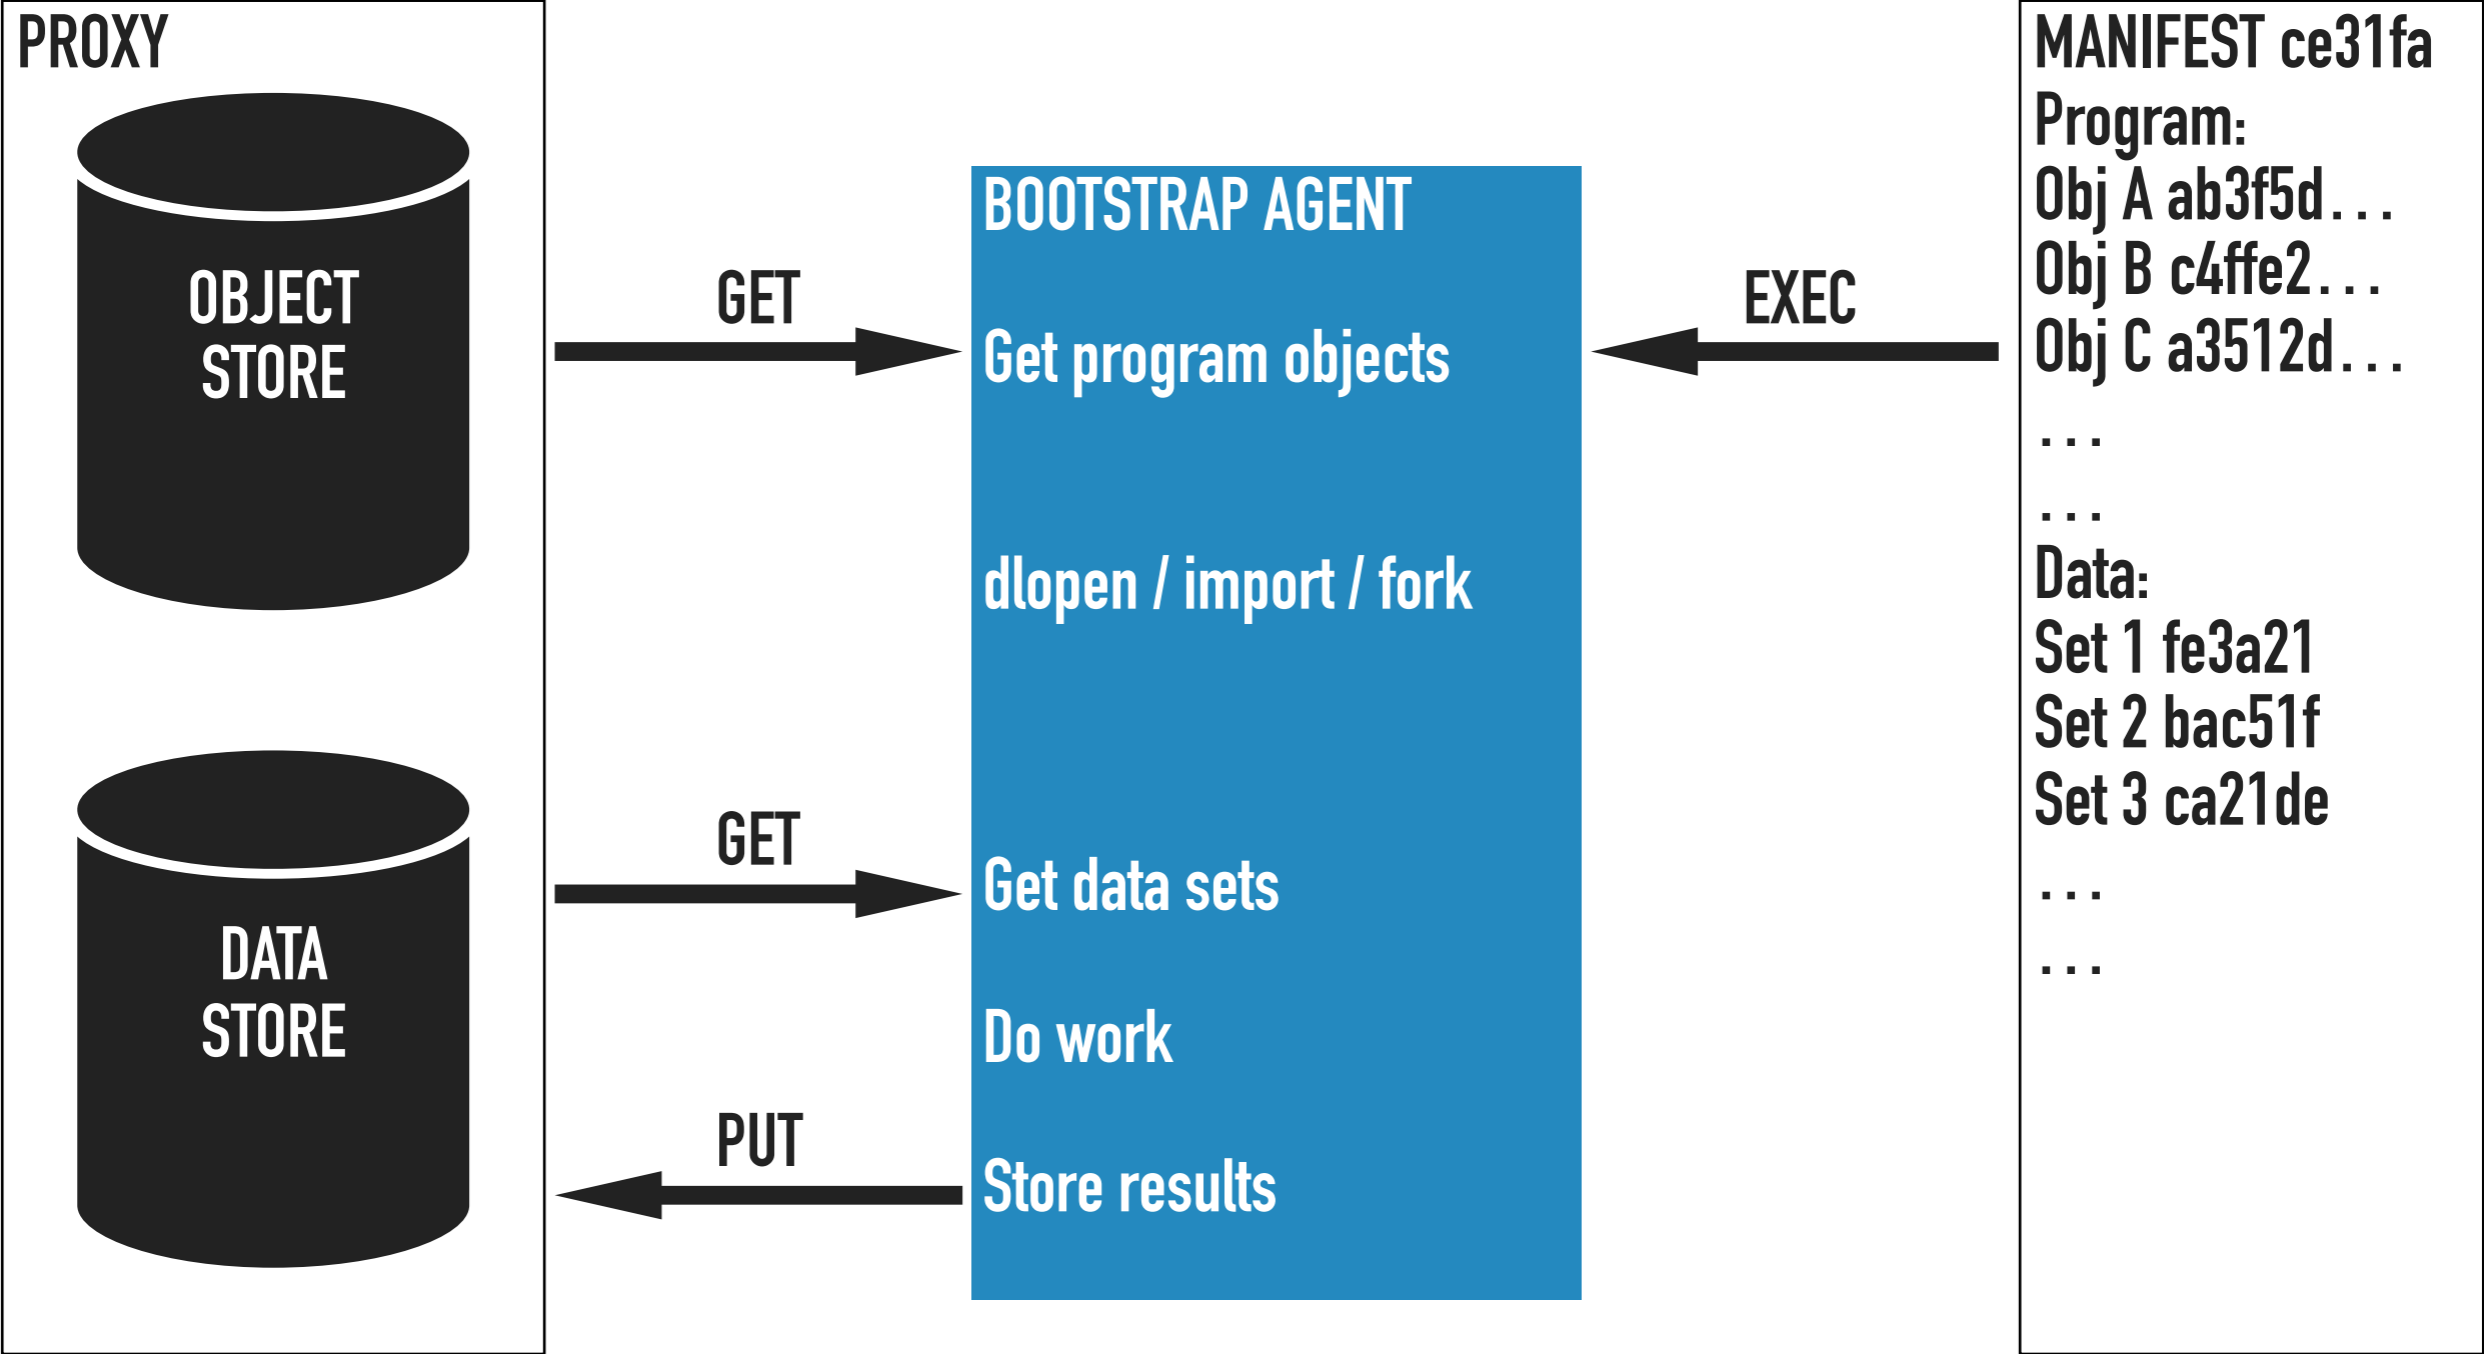 PROXY
OBJECT
STORE
DATA
STORE
GET
GET
PUT
BOOTSTRAP AGENT
Get program objects
dlopen / import / fork
Get data sets
Do work
Store results
EXEC
MANIFEST ce31fa
Program:
Obj A ab3f5d...
Obj B c4ffe2...
Obj C a3512d...
...
...
Data:
Set 1 fe3a21
Set 2 bac51f
Set 3 ca21de
...
...